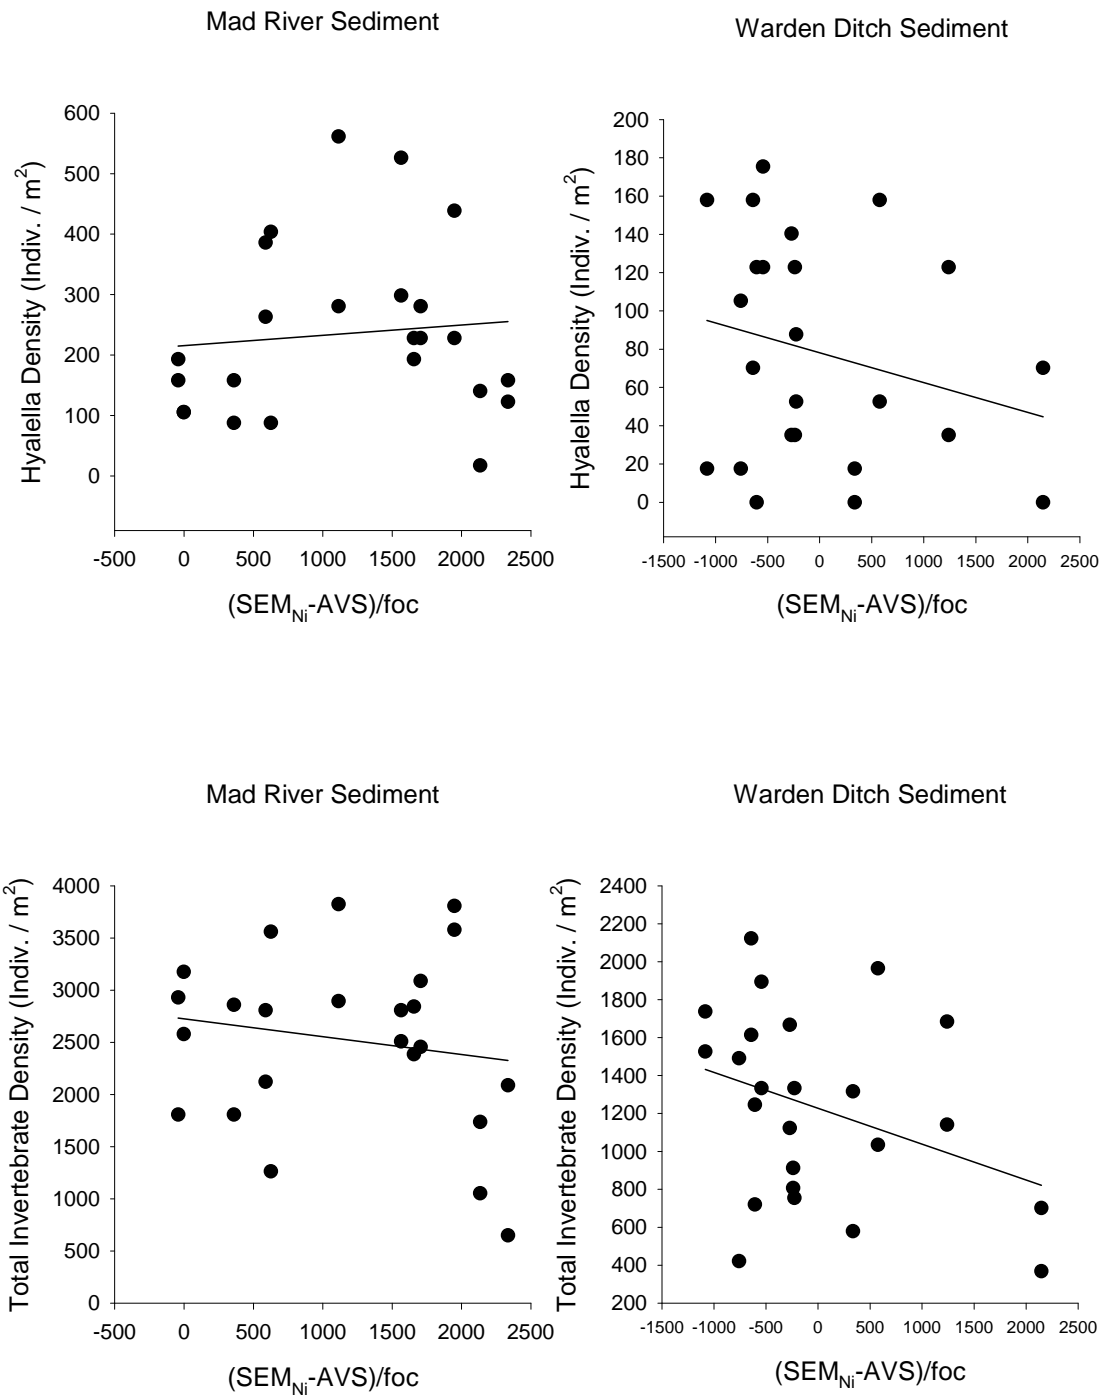 Mad River Sediment
Hyalella Density (Indiv. / m2)
600
500
400
300
200
100
0
-500 0 500 1000 1500 2000 2500
(SEMNi-AVS)/foc
Warden Ditch Sediment
Hyalella Density (Indiv. / m2)
200
180
160
140
120
100
80
60
40
20
0
-1500 -1000 -500 0 500 1000 1500 2000 2500
(SEMNi-AVS)/foc
Mad River Sediment
Total Invertebrate Density (Indiv. / m2)
4000
3500
3000
2500
2000
1500
1000
500
0
-500 0 500 1000 1500 2000 2500
(SEMNi-AVS)/foc
Warden Ditch Sediment
Total Invertebrate Density (Indiv. / m2)
2400
2200
2000
1800
1600
1400
1200
1000
800
600
400
200
-1500 -1000 -500 0 500 1000 1500 2000 2500
(SEMNi-AVS)/foc